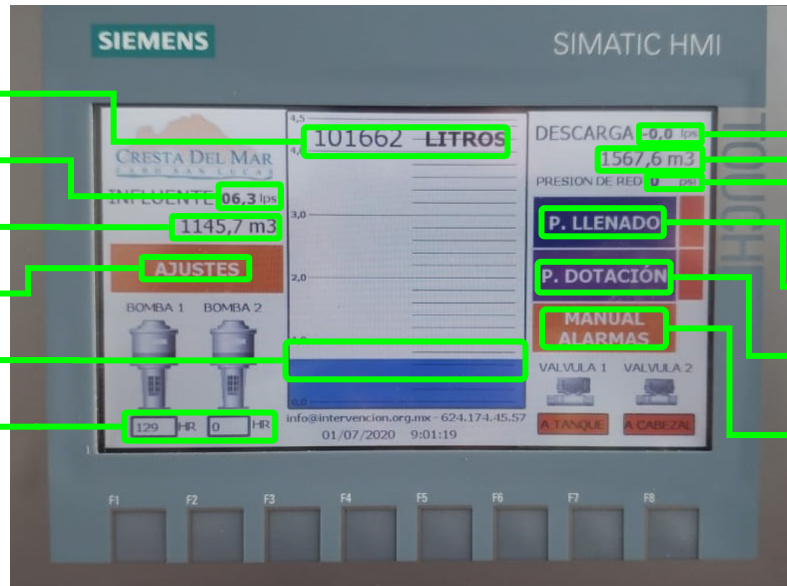 SIEMENS
SIMATIC HMI
TOUCH
4,5
101662 LITROS
4,
3,0
2,0
1,0
0,0
CRESTA DEL MAR
CABO SAN LUCAS
INFLUENTE 06,3 lps
1145,7 m3
AJUSTES
BOMBA 1 BOMBA 2
129 HR 0 HR
DESCARGA -0,0 lps
1567,6 m3
PRESION DE RED 0 psi
P. LLENADO
P. DOTACIÓN
MANUAL
ALARMAS
VALVULA 1 VALVULA 2
A TANQUE A CABEZAL
info@intervencion.org.mx - 624.174.45.57
01/07/2020 9:01:19
F1 F2 F3 F4 F5 F6 F7 F8